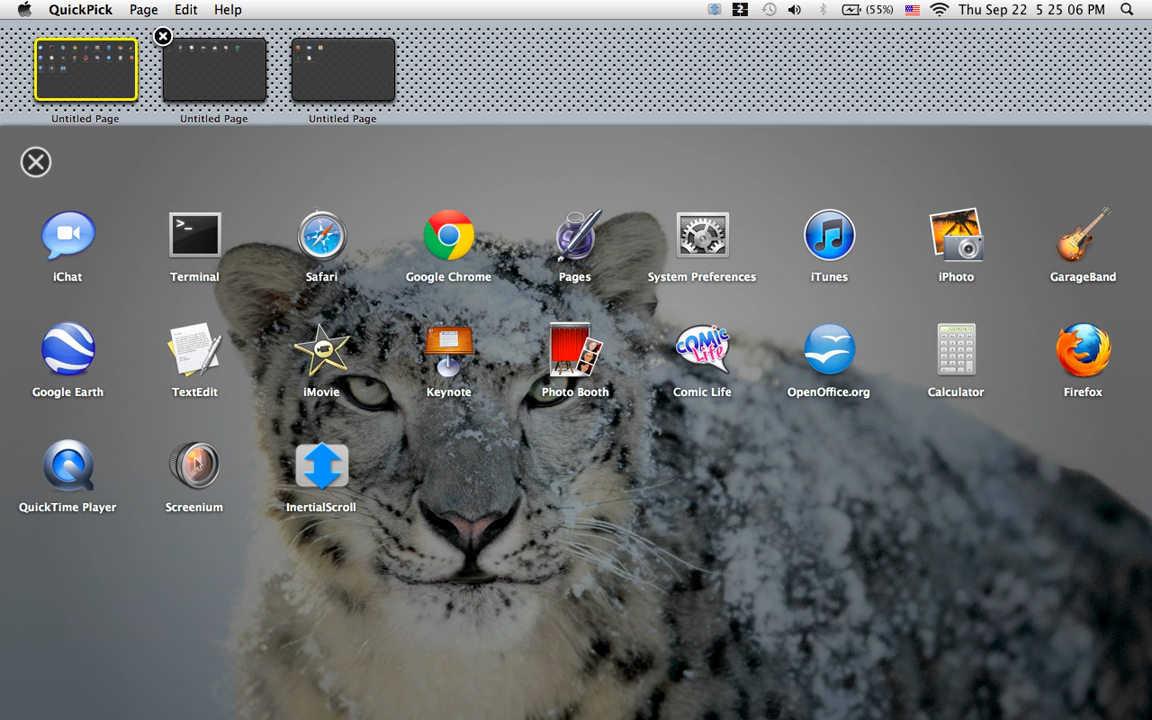 QuickPick Page Edit Help (55%) Thu Sep 22 5 25 06 PM
Untitled Page Untitled Page Untitled Page
iChat Terminal Safari Google Chrome Pages System Preferences iTunes iPhoto GarageBand
COMIC LiFe
Google Earth TextEdit iMovie Keynote Photo Booth Comic Life OpenOffice.org Calculator Firefox
QuickTime Player Screenium InertialScroll